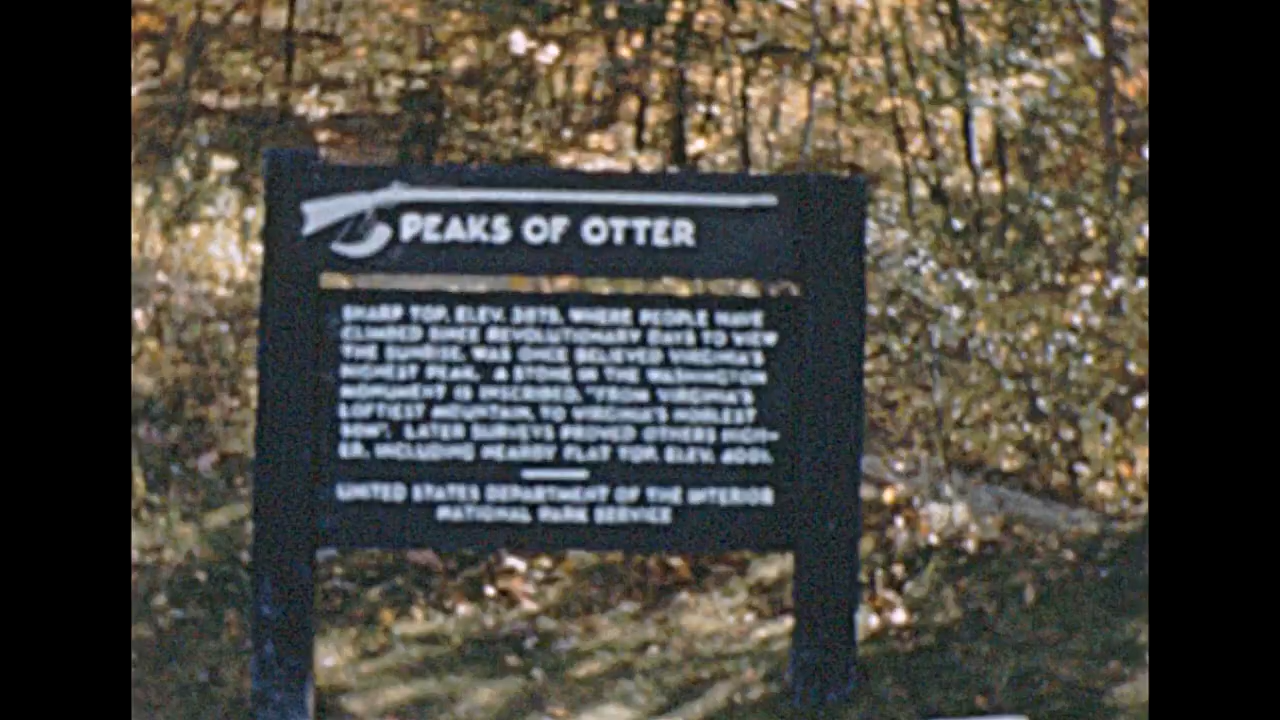 PEAKS OF OTTER
SHARP TOP, ELEV. 3875, WHERE PEOPLE HAVE
CLIMBED SINCE REVOLUTIONARY DAYS TO VIEW
THE SUNRISE, WAS ONCE BELIEVED VIRGINIA'S
HIGHEST PEAK. A STONE IN THE WASHINGTON
MONUMENT IS INSCRIBED, "FROM VIRGINIA'S
LOFTIEST MOUNTAIN, TO VIRGINIA'S NOBLEST
SON". LATER SURVEYS PROVED OTHERS HIGH-
ER, INCLUDING NEARBY FLAT TOP, ELEV. 4001.
UNITED STATES DEPARTMENT OF THE INTERIOR
NATIONAL PARK SERVICE